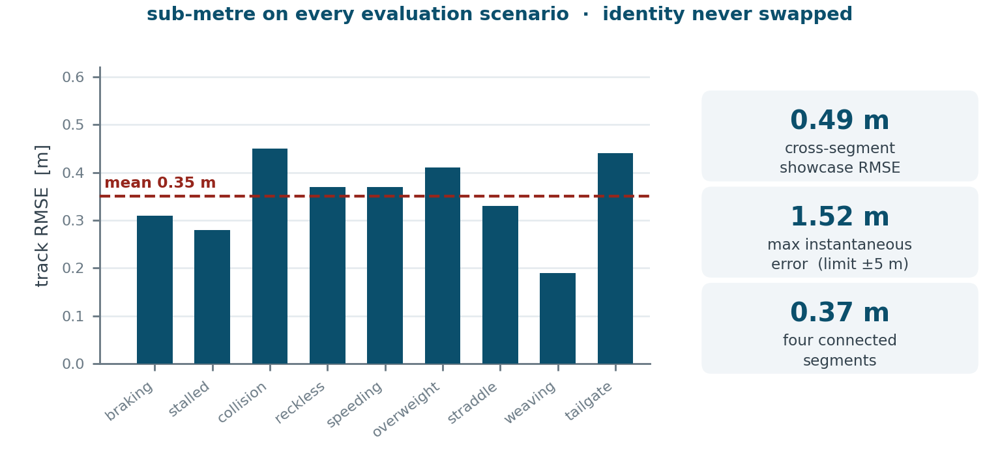 sub-metre on every evaluation scenario · identity never swapped
track RMSE [m]
0.6
0.5
0.4
0.3
0.2
0.1
0.0
mean 0.35 m
braking
stalled
collision
reckless
speeding
overweight
straddle
weaving
tailgate
0.49 m
cross-segment
showcase RMSE
1.52 m
max instantaneous
error (limit ±5 m)
0.37 m
four connected
segments